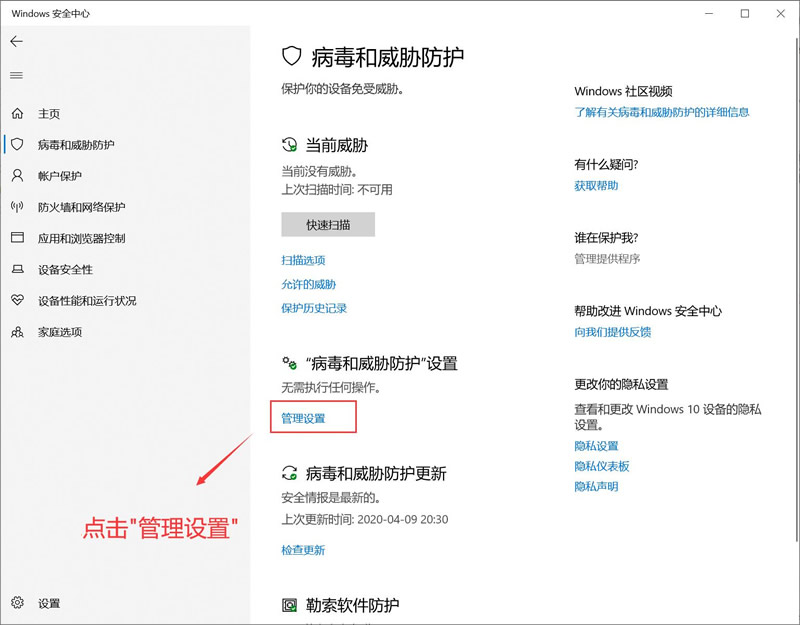 Windows 安全中心
主页
病毒和威胁防护
帐户保护
防火墙和网络保护
应用和浏览器控制
设备安全性
设备性能和运行状况
家庭选项
设置
病毒和威胁防护
保护你的设备免受威胁。
当前威胁
当前没有威胁。
上次扫描时间: 不可用
快速扫描
扫描选项
允许的威胁
保护历史记录
“病毒和威胁防护”设置
无需执行任何操作。
管理设置
点击"管理设置"
病毒和威胁防护更新
安全情报是最新的。
上次更新时间: 2020-04-09 20:30
检查更新
勒索软件防护
Windows 社区视频
了解有关病毒和威胁防护的详细信息
有什么疑问?
获取帮助
谁在保护我?
管理提供程序
帮助改进 Windows 安全中心
向我们提供反馈
更改你的隐私设置
查看和更改 Windows 10 设备的隐私
设置。
隐私设置
隐私仪表板
隐私声明